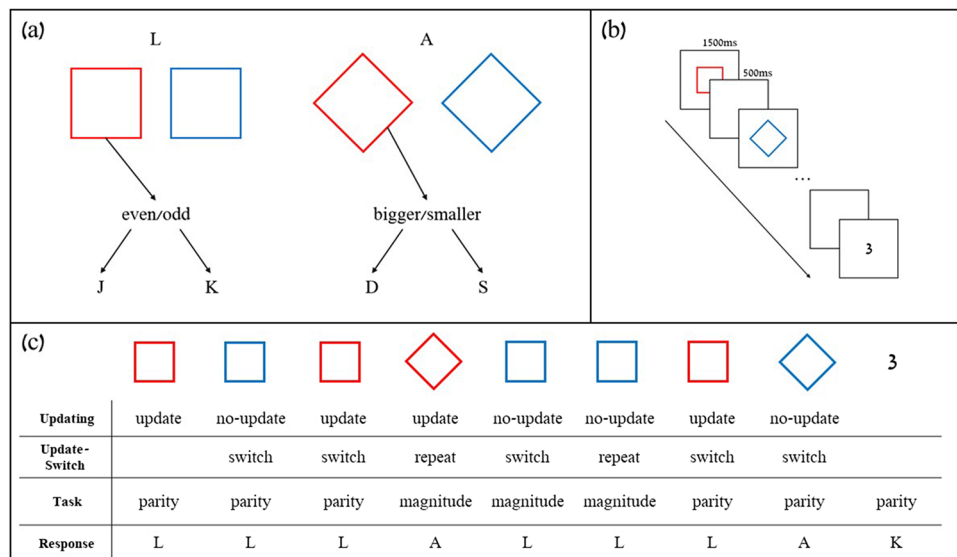 (a)
L A
even/odd bigger/smaller
J K D S
(b)
1500ms
500ms
...
3
(c)
3
Updating update no-update update update no-update no-update update no-update
Update-
Switch switch switch repeat switch repeat switch switch
Task parity parity parity magnitude magnitude magnitude parity parity parity
Response L L L A L L L A K